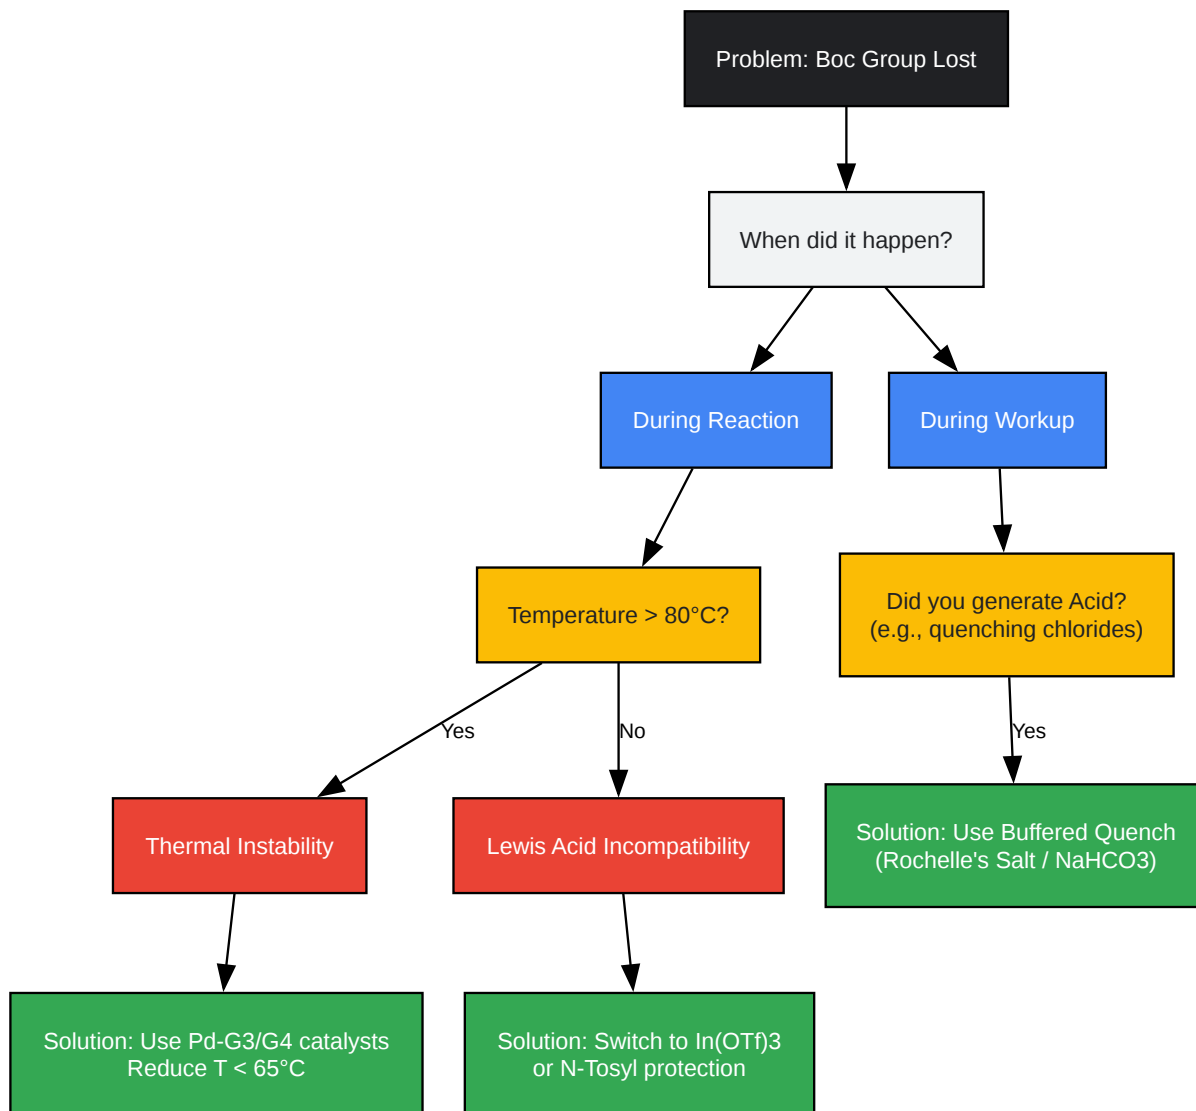 Problem: Boc Group Lost
When did it happen?
During Reaction
During Workup
Temperature > 80°C?
Did you generate Acid?
(e.g., quenching chlorides)
Yes
No
Yes
Thermal Instability
Lewis Acid Incompatibility
Solution: Use Buffered Quench
(Rochelle's Salt / NaHCO3)
Solution: Use Pd-G3/G4 catalysts
Reduce T < 65°C
Solution: Switch to In(OTf)3
or N-Tosyl protection